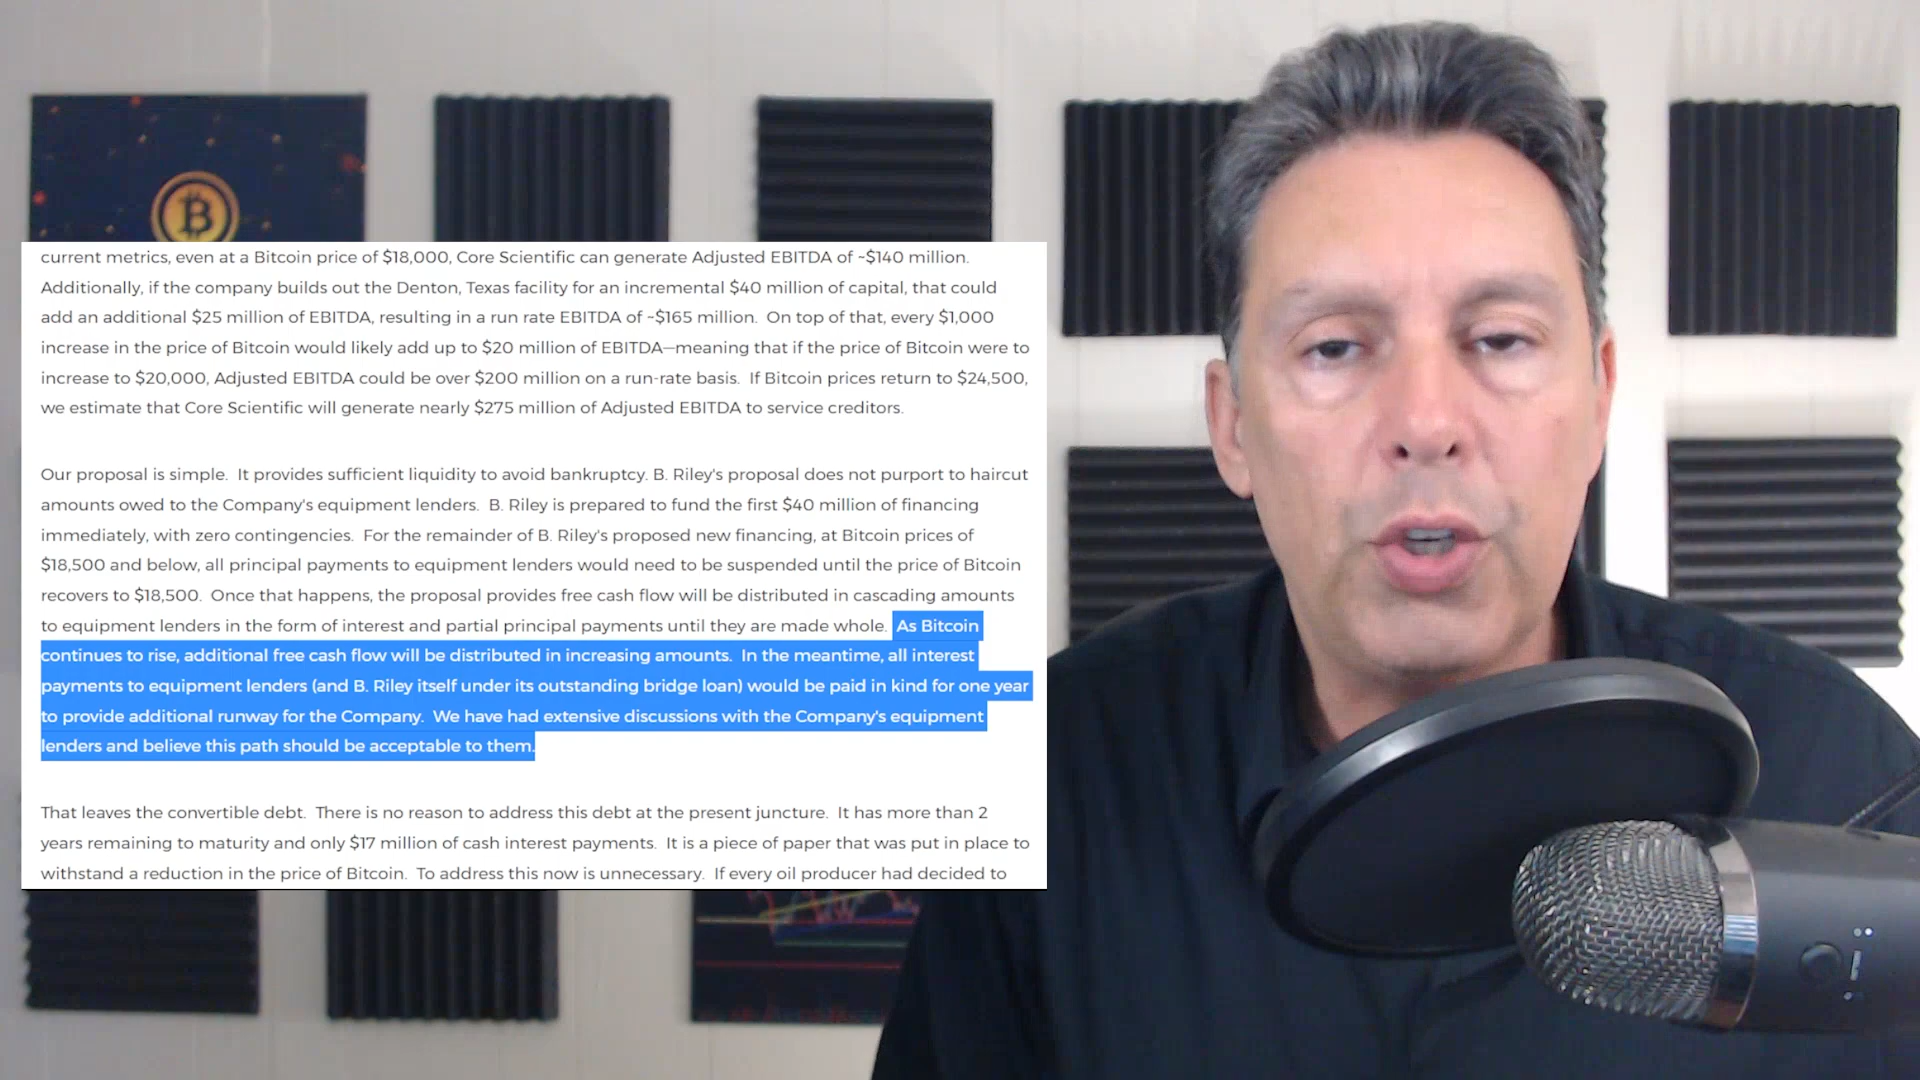 B
current metrics, even at a Bitcoin price of $18,000, Core Scientific can generate Adjusted EBITDA of ~$140 million.
Additionally, if the company builds out the Denton, Texas facility for an incremental $40 million of capital, that could
add an additional $25 million of EBITDA, resulting in a run rate EBITDA of ~$165 million.  On top of that, every $1,000
increase in the price of Bitcoin would likely add up to $20 million of EBITDA—meaning that if the price of Bitcoin were to
increase to $20,000, Adjusted EBITDA could be over $200 million on a run-rate basis.  If Bitcoin prices return to $24,500,
we estimate that Core Scientific will generate nearly $275 million of Adjusted EBITDA to service creditors.
Our proposal is simple.  It provides sufficient liquidity to avoid bankruptcy. B. Riley's proposal does not purport to haircut
amounts owed to the Company's equipment lenders.  B. Riley is prepared to fund the first $40 million of financing
immediately, with zero contingencies.  For the remainder of B. Riley's proposed new financing, at Bitcoin prices of
$18,500 and below, all principal payments to equipment lenders would need to be suspended until the price of Bitcoin
recovers to $18,500.  Once that happens, the proposal provides free cash flow will be distributed in cascading amounts
to equipment lenders in the form of interest and partial principal payments until they are made whole.  As Bitcoin
continues to rise, additional free cash flow will be distributed in increasing amounts.  In the meantime, all interest
payments to equipment lenders (and B. Riley itself under its outstanding bridge loan) would be paid in kind for one year
to provide additional runway for the Company.  We have had extensive discussions with the Company's equipment
lenders and believe this path should be acceptable to them.
That leaves the convertible debt.  There is no reason to address this debt at the present juncture.  It has more than 2
years remaining to maturity and only $17 million of cash interest payments.  It is a piece of paper that was put in place to
withstand a reduction in the price of Bitcoin.  To address this now is unnecessary.  If every oil producer had decided to